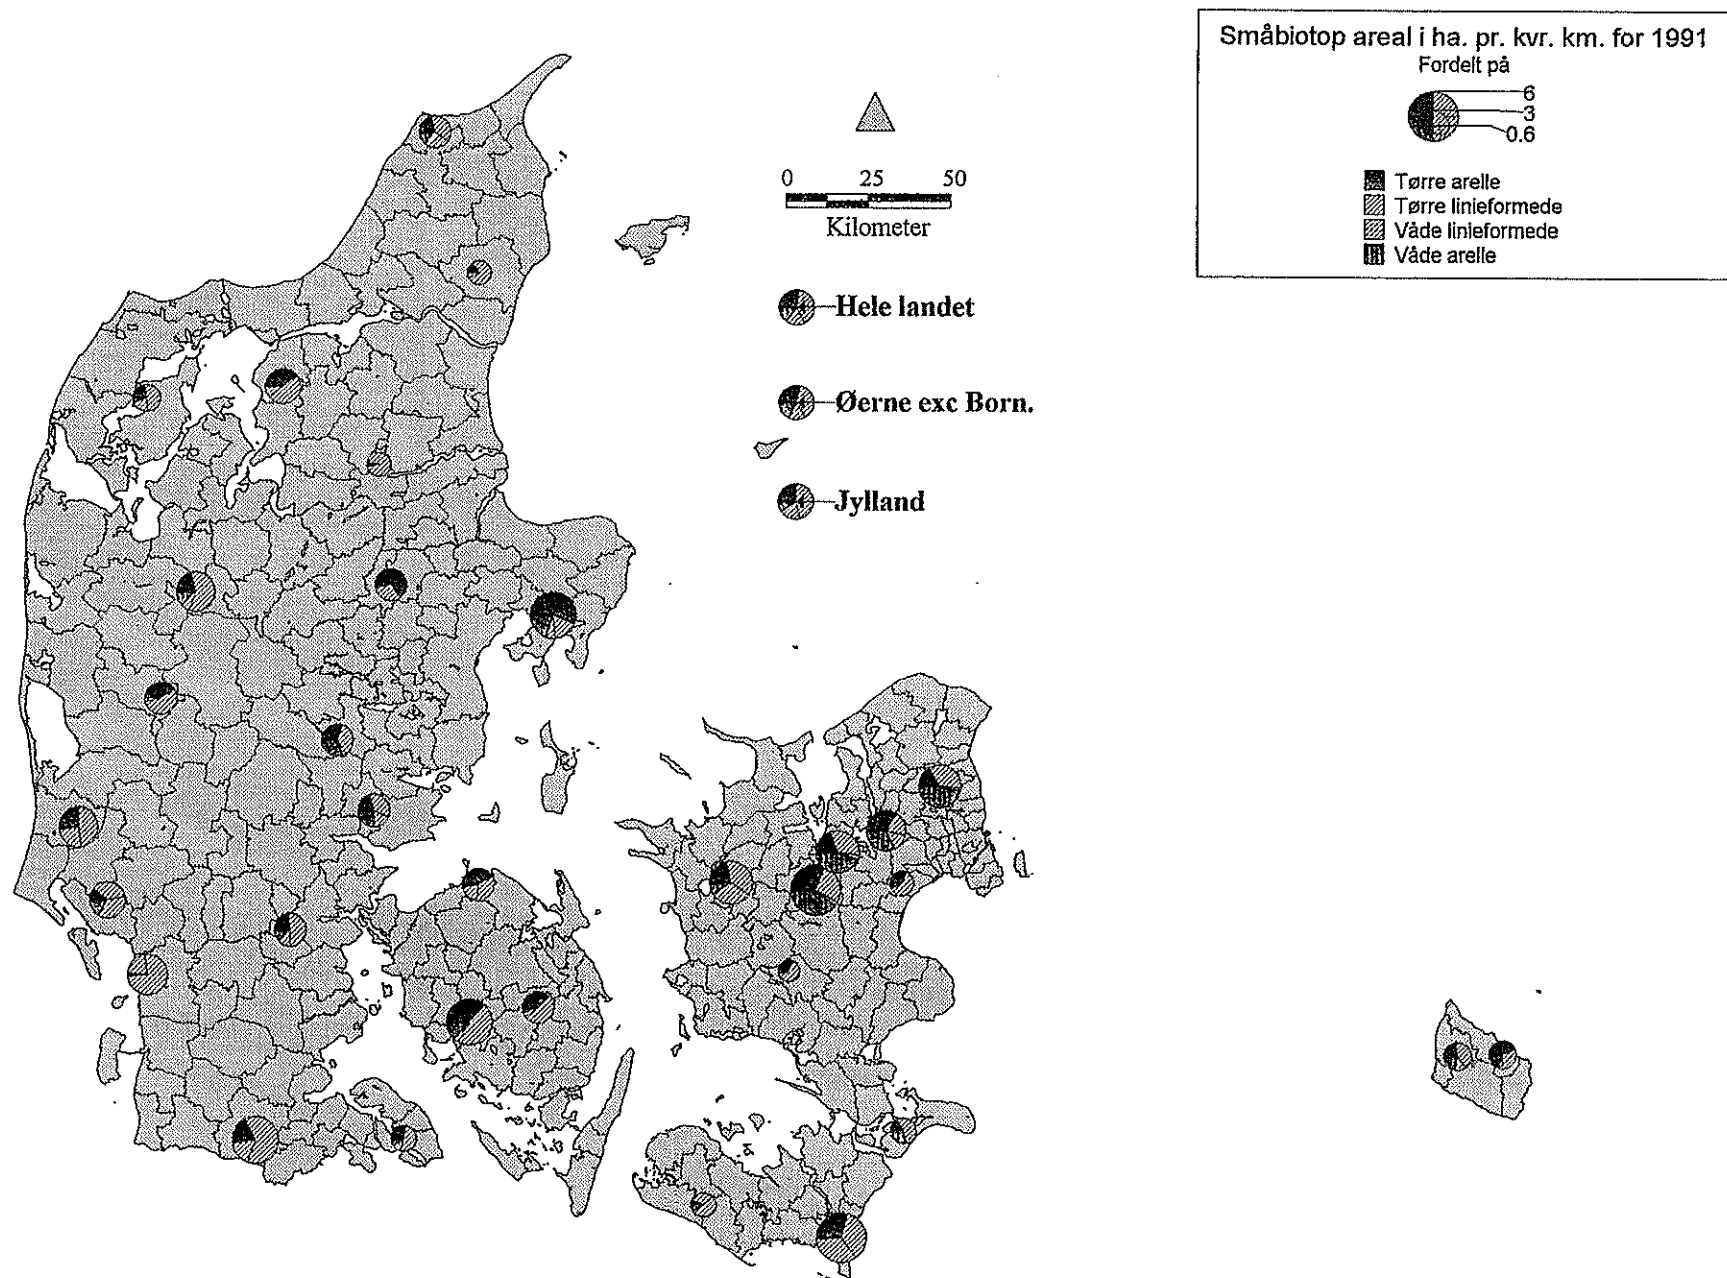 Småbiotop areal i ha. pr. kvr. km. for 1991
Fordelt på
6
3
0.6
Tørre arelle
Tørre linieformede
Våde linieformede
Våde arelle
0 25 50
Kilometer
Hele landet
Øerne exc Born.
Jylland